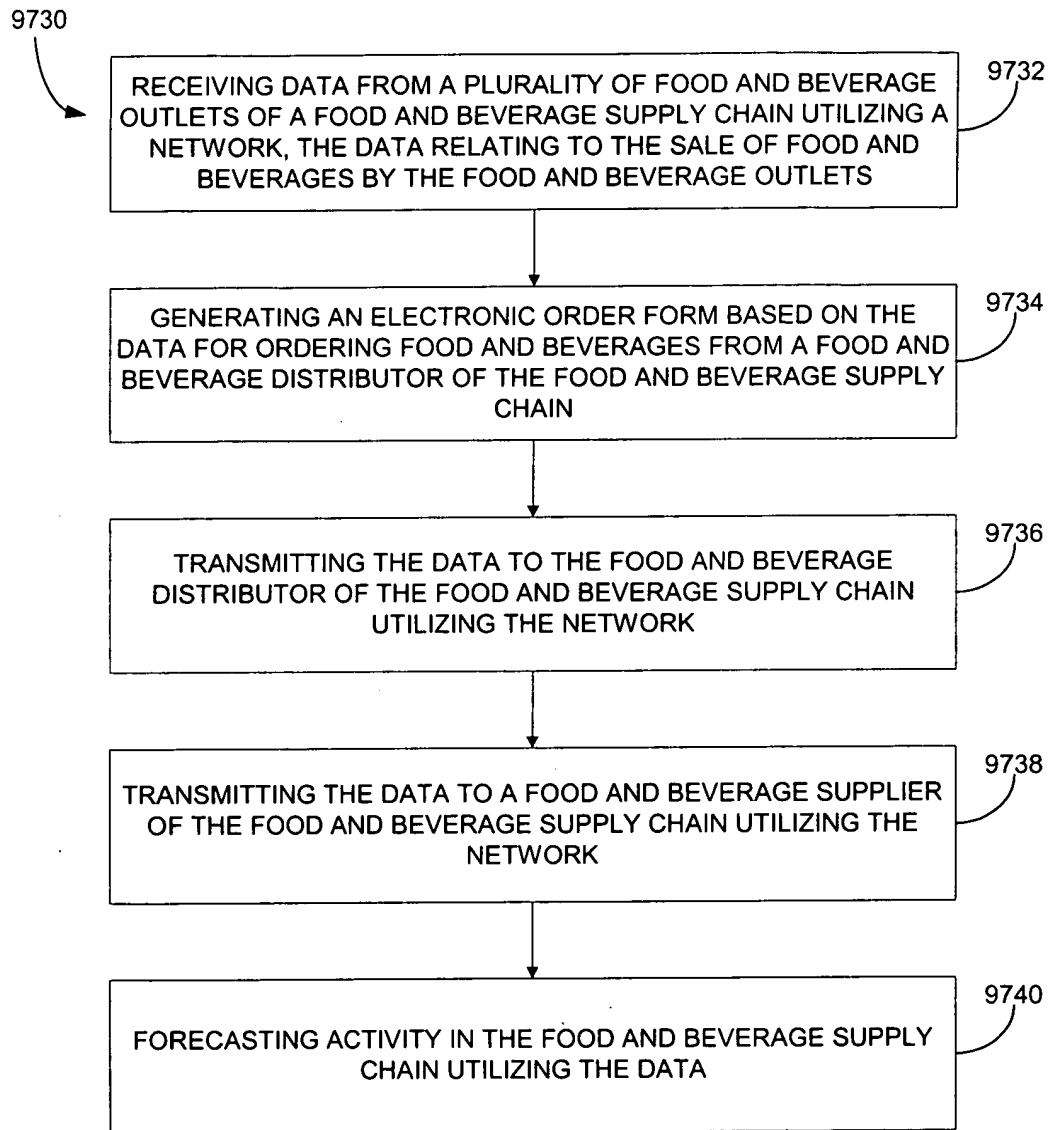 9730
RECEIVING DATA FROM A PLURALITY OF FOOD AND BEVERAGE
OUTLETS OF A FOOD AND BEVERAGE SUPPLY CHAIN UTILIZING A
NETWORK, THE DATA RELATING TO THE SALE OF FOOD AND
BEVERAGES BY THE FOOD AND BEVERAGE OUTLETS
9732
GENERATING AN ELECTRONIC ORDER FORM BASED ON THE
DATA FOR ORDERING FOOD AND BEVERAGES FROM A FOOD AND
BEVERAGE DISTRIBUTOR OF THE FOOD AND BEVERAGE SUPPLY
CHAIN
9734
TRANSMITTING THE DATA TO THE FOOD AND BEVERAGE
DISTRIBUTOR OF THE FOOD AND BEVERAGE SUPPLY CHAIN
UTILIZING THE NETWORK
9736
TRANSMITTING THE DATA TO A FOOD AND BEVERAGE SUPPLIER
OF THE FOOD AND BEVERAGE SUPPLY CHAIN UTILIZING THE
NETWORK
9738
FORECASTING ACTIVITY IN THE FOOD AND BEVERAGE SUPPLY
CHAIN UTILIZING THE DATA
9740